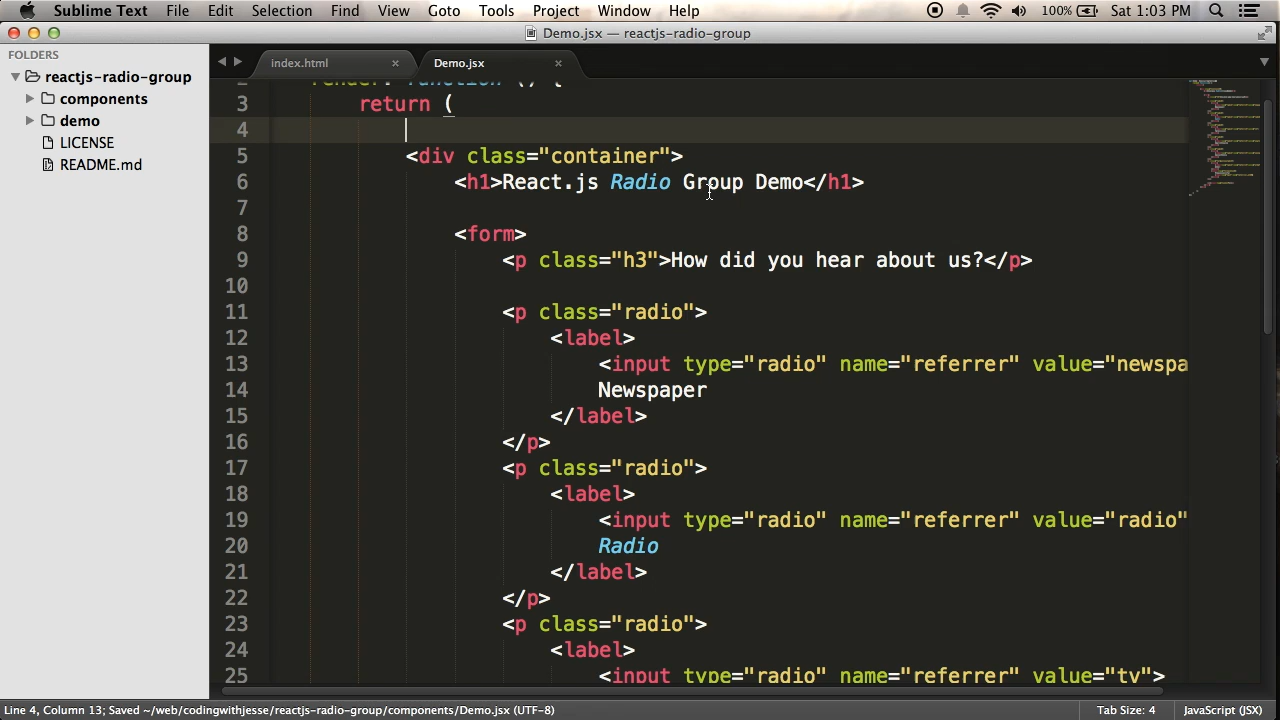 Sublime Text File Edit Selection Find View Goto Tools Project Window Help 100% Sat 1:03 PM
Demo.jsx — reactjs-radio-group
FOLDERS
reactjs-radio-group
components
demo
LICENSE
README.md
index.html × Demo.jsx ×
2 render: function () {
3 return (
4
5 <div class="container">
6 <h1>React.js Radio Group Demo</h1>
7
8 <form>
9 <p class="h3">How did you hear about us?</p>
10
11 <p class="radio">
12 <label>
13 <input type="radio" name="referrer" value="newspa
14 Newspaper
15 </label>
16 </p>
17 <p class="radio">
18 <label>
19 <input type="radio" name="referrer" value="radio"
20 Radio
21 </label>
22 </p>
23 <p class="radio">
24 <label>
25 <input type="radio" name="referrer" value="tv">
Line 4, Column 13; Saved ~/web/codingwithjesse/reactjs-radio-group/components/Demo.jsx (UTF-8) Tab Size: 4 JavaScript (JSX)